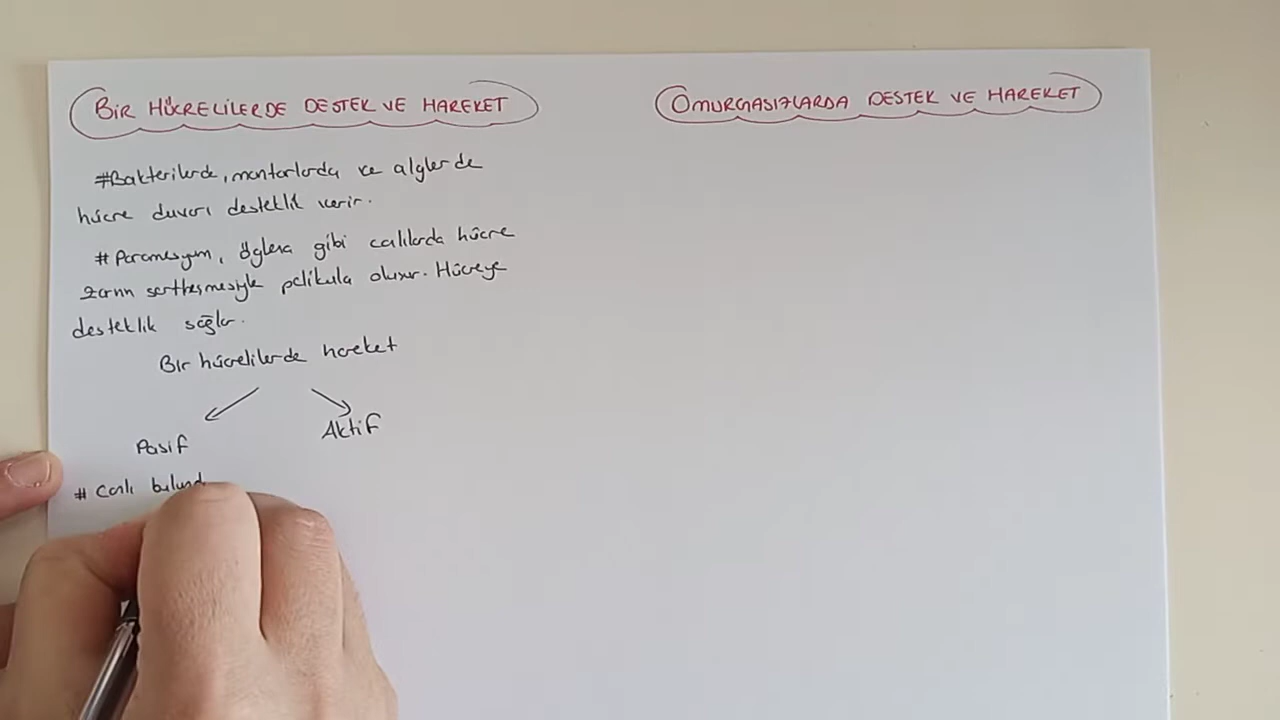 BİR HÜCRELİLERDE DESTEK VE HAREKET
OMURGASIZLARDA DESTEK VE HAREKET
#Bakterilerde, mantarlarda ve alglerde
hücre duvarı desteklik verir.
# Paramesyum, öglena gibi canlılarda hücre
zarının sertleşmesiyle pelikula oluşur. Hücreye
desteklik sağlar.
Bir hücrelilerde hareket
Pasif
Aktif
# Canlı bulund